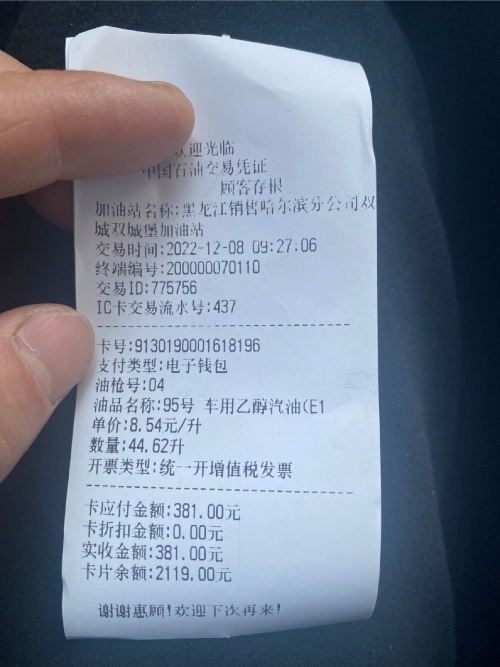 欢迎光临
中国石油交易凭证
顾客存根
加油站名称:黑龙江销售哈尔滨分公司双
城双城堡加油站
交易时间:2022-12-08 09:27:06
终端编号:200000070110
交易ID:775756
IC卡交易流水号:437
卡号:9130190001618196
支付类型:电子钱包
油枪号:04
油品名称:95号 车用乙醇汽油(E1
单价:8.54元/升
数量:44.62升
开票类型:统一开增值税发票
卡应付金额:381.00元
卡折扣金额:0.00元
实收金额:381.00元
卡片余额:2119.00元
谢谢惠顾!欢迎下次再来!